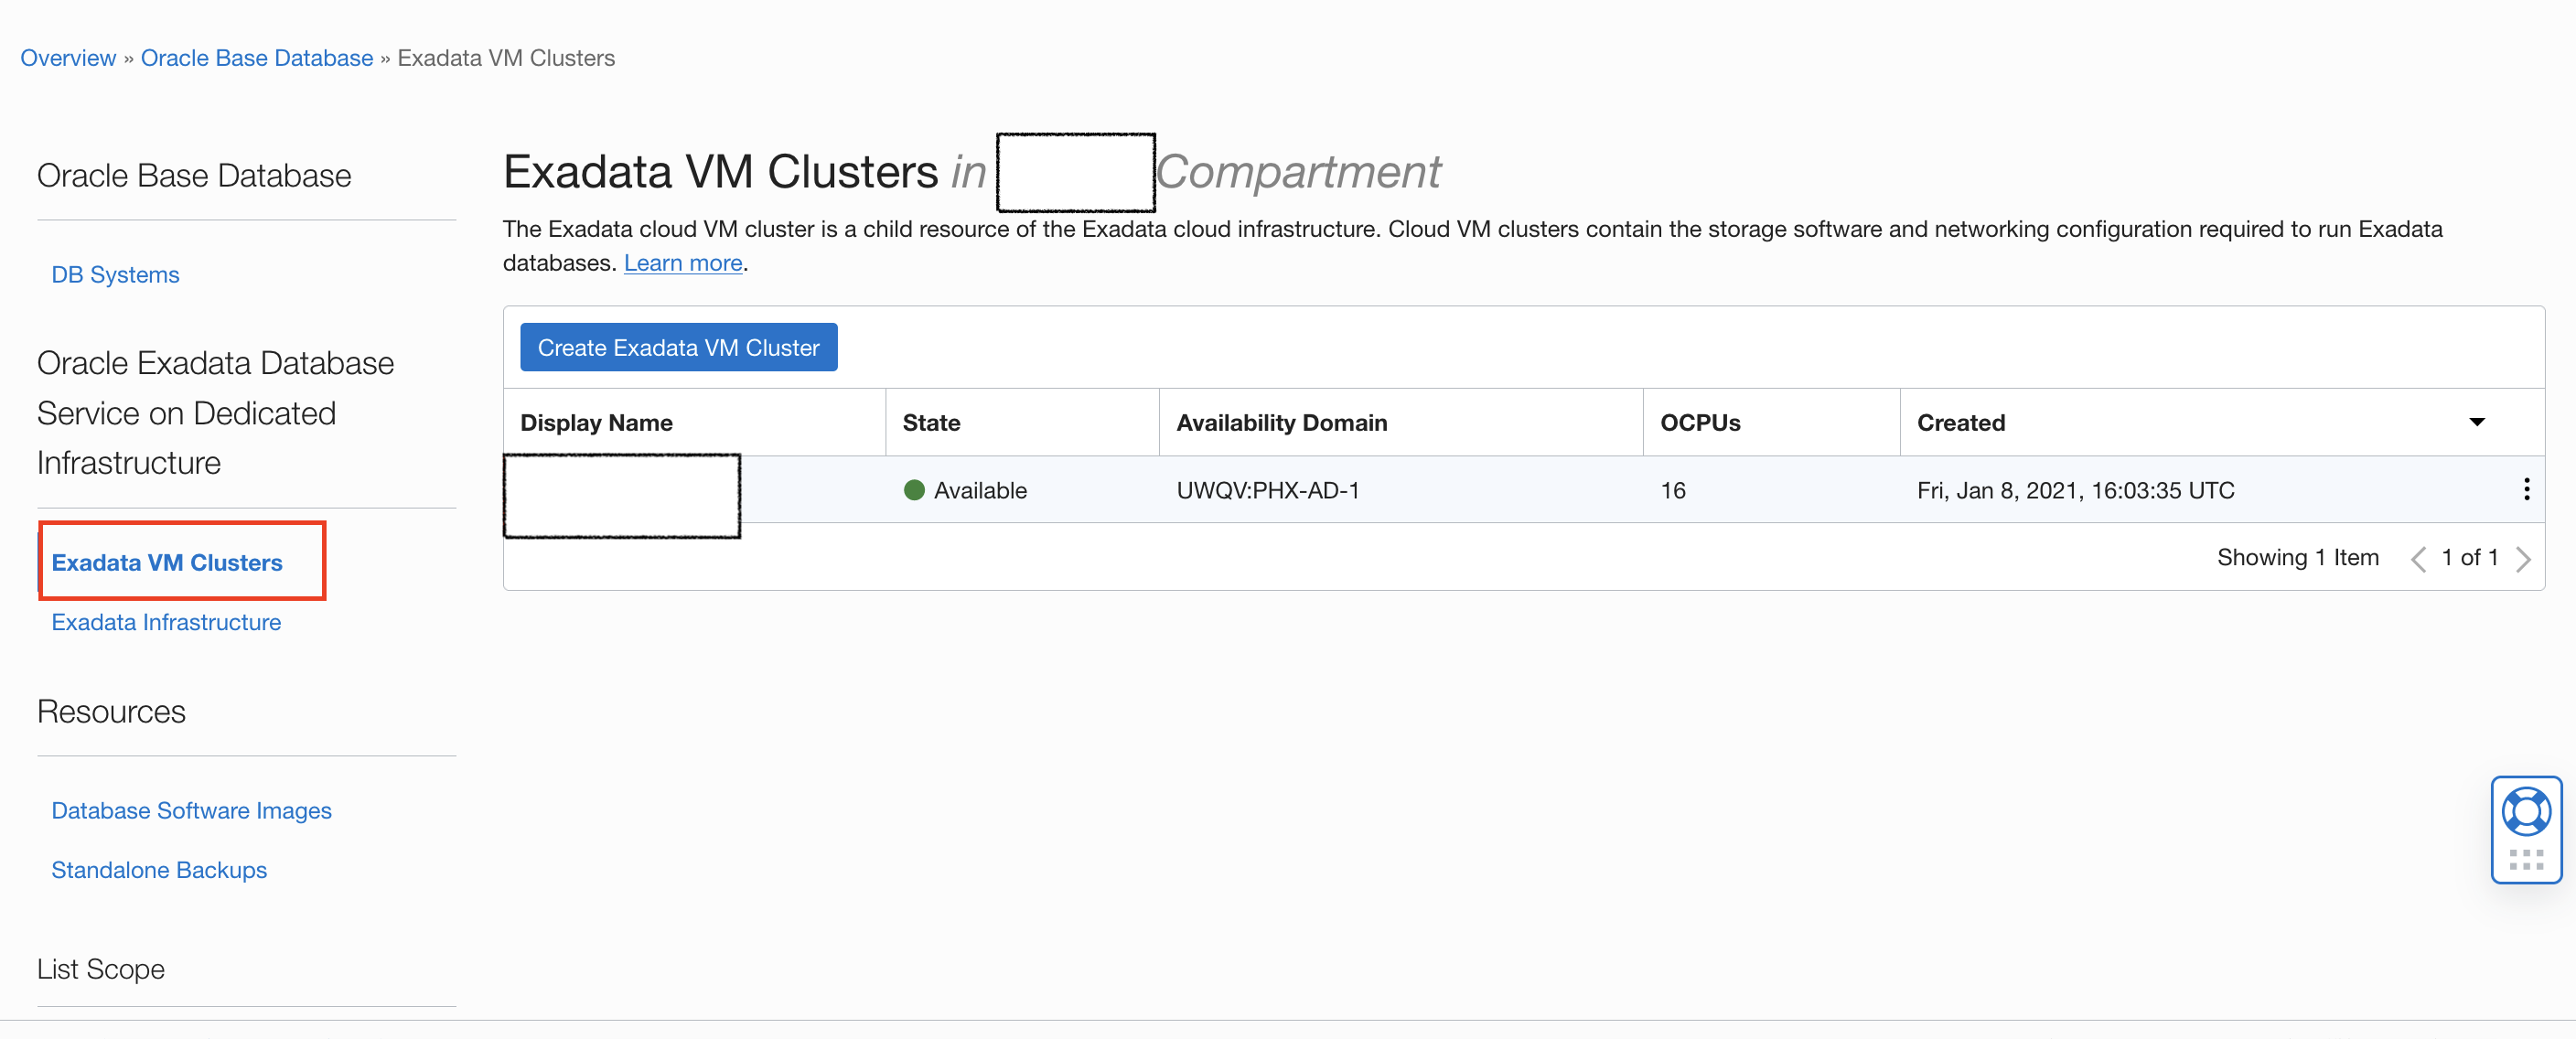 Overview » Oracle Base Database » Exadata VM Clusters
Oracle Base Database
DB Systems
Oracle Exadata Database
Service on Dedicated
Infrastructure
Exadata VM Clusters
Exadata Infrastructure
Resources
Database Software Images
Standalone Backups
List Scope
Exadata VM Clusters in Compartment
The Exadata cloud VM cluster is a child resource of the Exadata cloud infrastructure. Cloud VM clusters contain the storage software and networking configuration required to run Exadata
databases. Learn more.
Create Exadata VM Cluster
Display Name State Availability Domain OCPUs Created
Available UWQV:PHX-AD-1 16 Fri, Jan 8, 2021, 16:03:35 UTC
Showing 1 Item 1 of 1